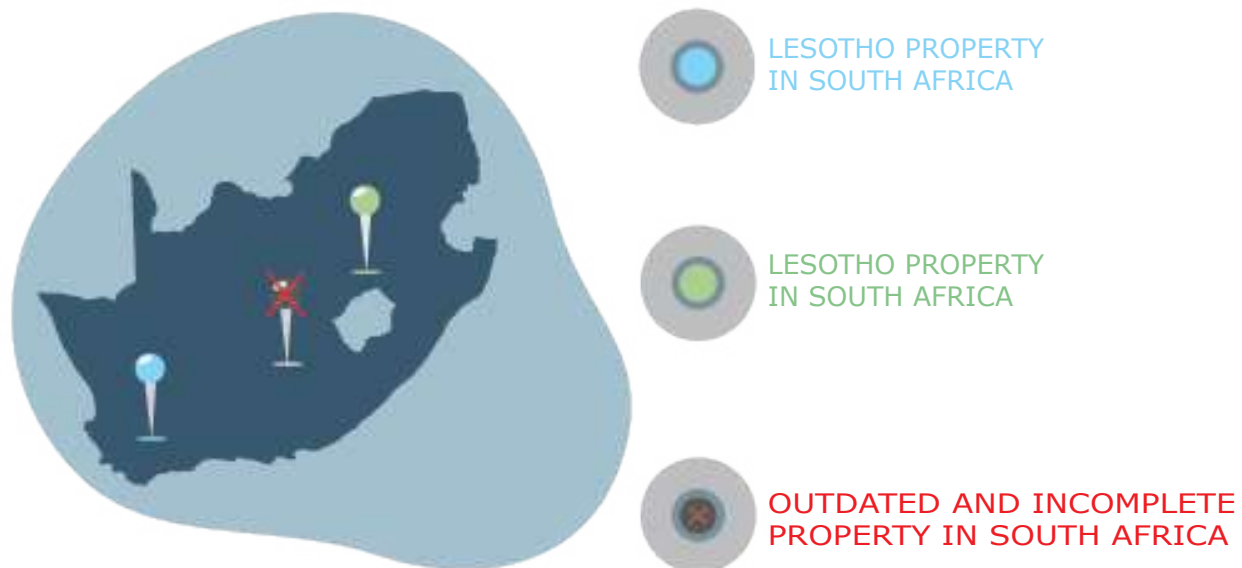 LESOTHO PROPERTY
IN SOUTH AFRICA
LESOTHO PROPERTY
IN SOUTH AFRICA
OUTDATED AND INCOMPLETE
PROPERTY IN SOUTH AFRICA